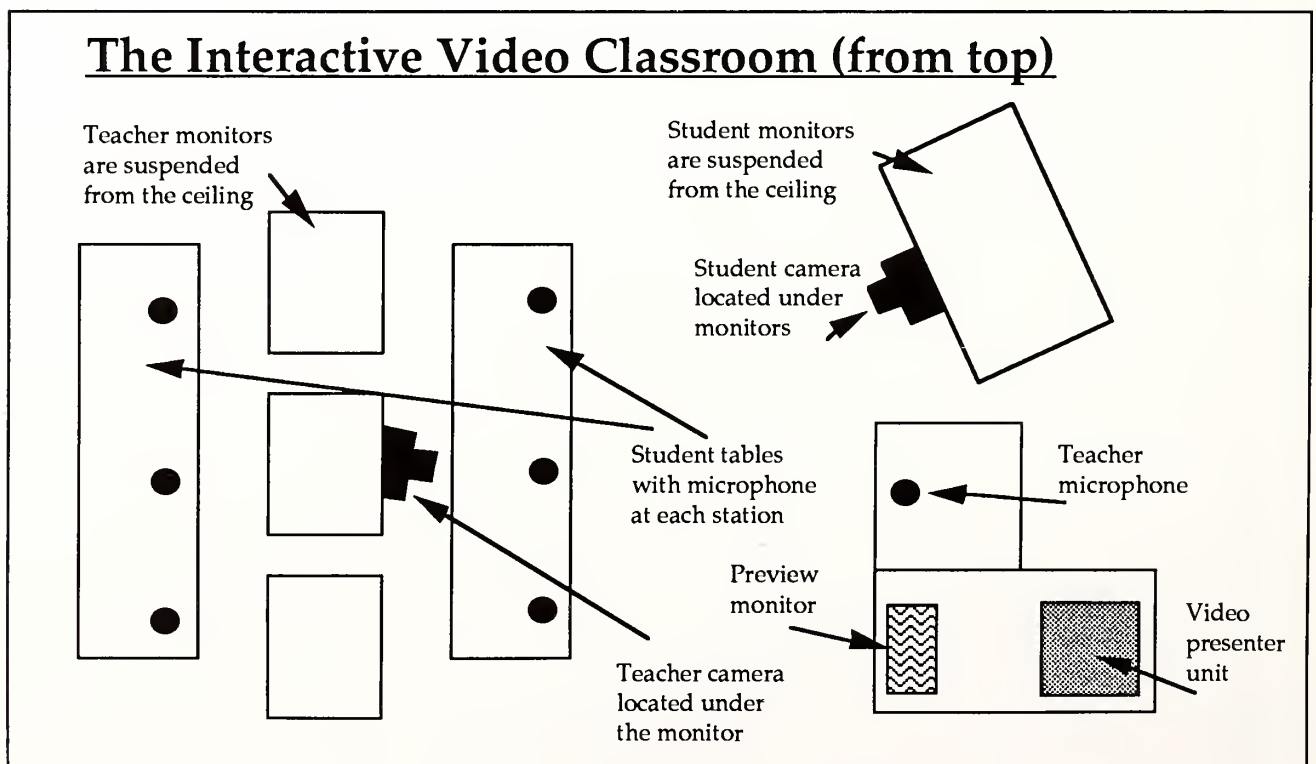 The Interactive Video Classroom (from top)
Teacher monitors
are suspended
from the ceiling
Student monitors
are suspended
from the ceiling
Student camera
located under
monitors
Student tables
with microphone
at each station
Teacher
microphone
Preview
monitor
Video
presenter
unit
Teacher camera
located under
the monitor